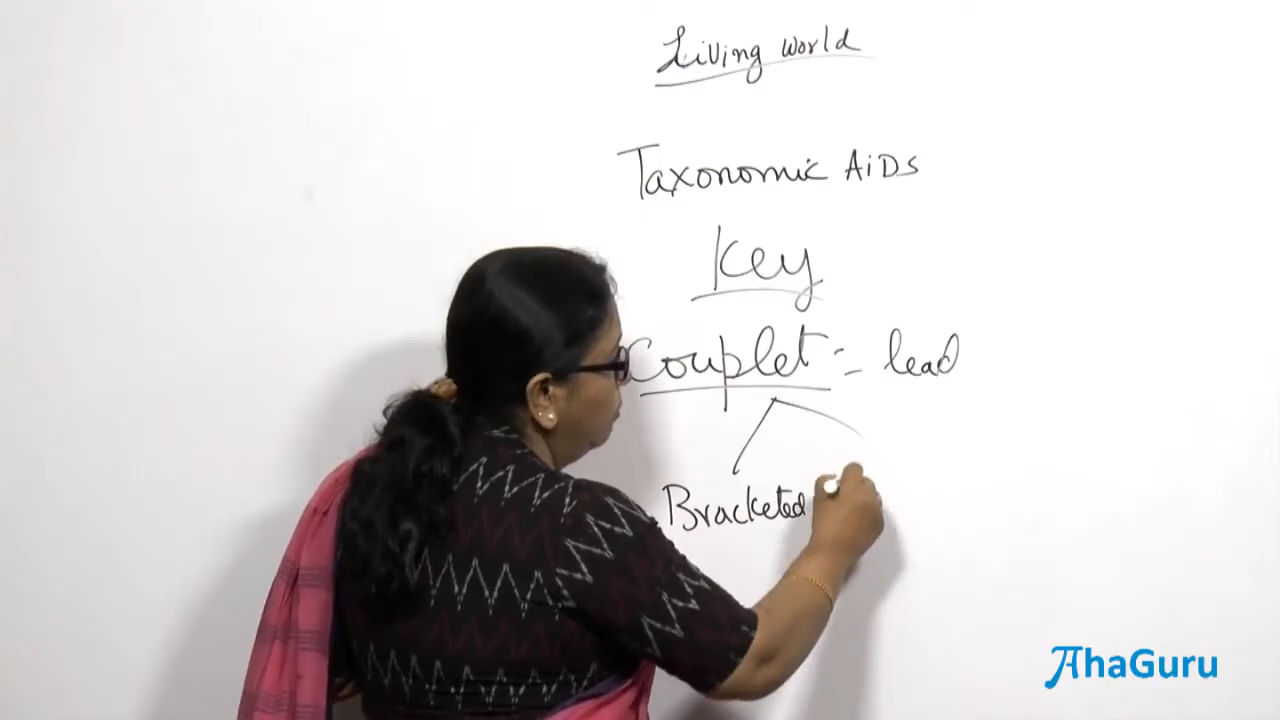 Living world
Taxonomic AiDs
Key
Couplet = lead
Bracketed
AhaGuru